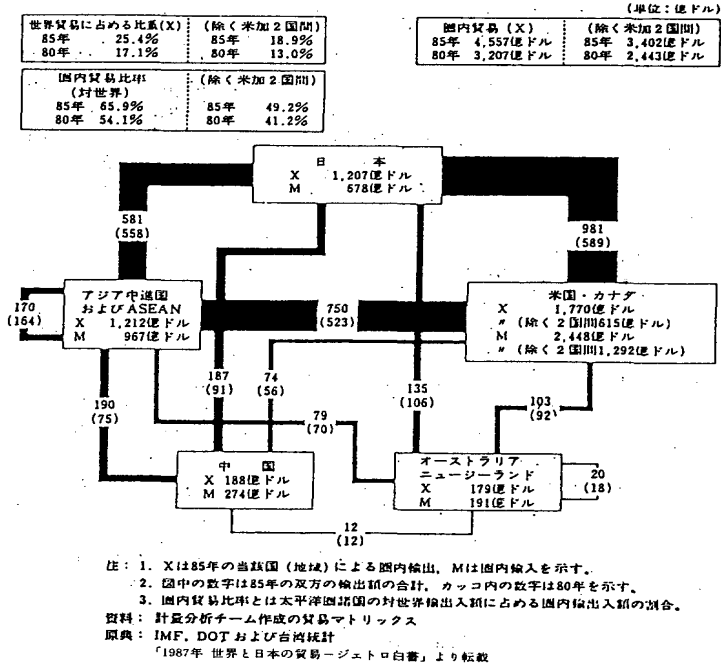 (単位：億ドル)
世界貿易に占める比重(X) (除く米加2国間)
85年 25.4% 85年 18.9%
80年 17.1% 80年 13.0%
圏内貿易比率 (除く米加2国間)
(対世界)
85年 65.9% 85年 49.2%
80年 54.1% 80年 41.2%
圏内貿易(X) (除く米加2国間)
85年 4,557億ドル 85年 3,402億ドル
80年 3,207億ドル 80年 2,443億ドル
日本
X 1,207億ドル
M 678億ドル
581
(558)
981
(589)
アジア中進国
およびASEAN
X 1,212億ドル
M 967億ドル
170
(164)
750
(523)
米国・カナダ
X 1,770億ドル
〃 (除く2国間615億ドル)
M 2,448億ドル
〃 (除く2国間1,292億ドル)
187
(91)
74
(56)
135
(106)
103
(92)
190
(75)
79
(70)
中国
X 188億ドル
M 274億ドル
オーストラリア
ニュージーランド
X 179億ドル
M 191億ドル
20
(18)
12
(12)
注：1. Xは85年の当該国(地域)による圏内輸出，Mは圏内輸入を示す。
2. 図中の数字は85年の双方の輸出額の合計，カッコ内の数字は80年を示す。
3. 圏内貿易比率とは太平洋圏諸国の対世界輸出入額に占める圏内輸出入額の割合。
資料：計量分析チーム作成の貿易マトリックス
原典：IMF，DOTおよび台湾統計
「1987年 世界と日本の貿易－ジェトロ白書」より転載